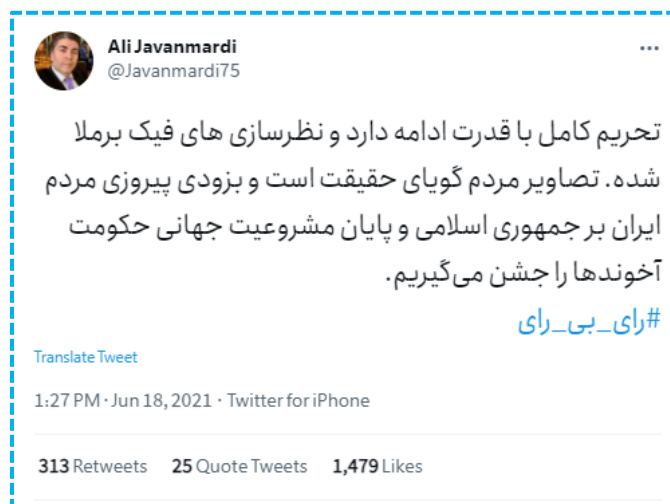 Ali Javanmardi
@Javanmardi75
تحریم کامل با قدرت ادامه دارد و نظرسازی های فیک برملا
شده. تصاویر مردم گویای حقیقت است و بزودی پیروزی مردم
ایران بر جمهوری اسلامی و پایان مشروعیت جهانی حکومت
آخوندها را جشن می‌گیریم.
#رای_بی_رای
Translate Tweet
1:27 PM · Jun 18, 2021 · Twitter for iPhone
313 Retweets 25 Quote Tweets 1,479 Likes